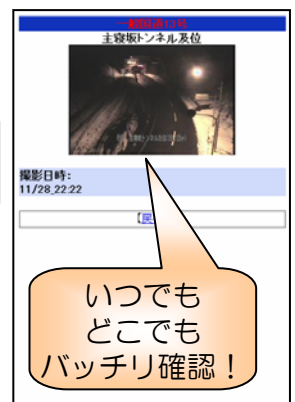 一般国道13号
主寝坂トンネル及位
撮影日時:
11/28_22:22
いつでも
どこでも
バッチリ確認！